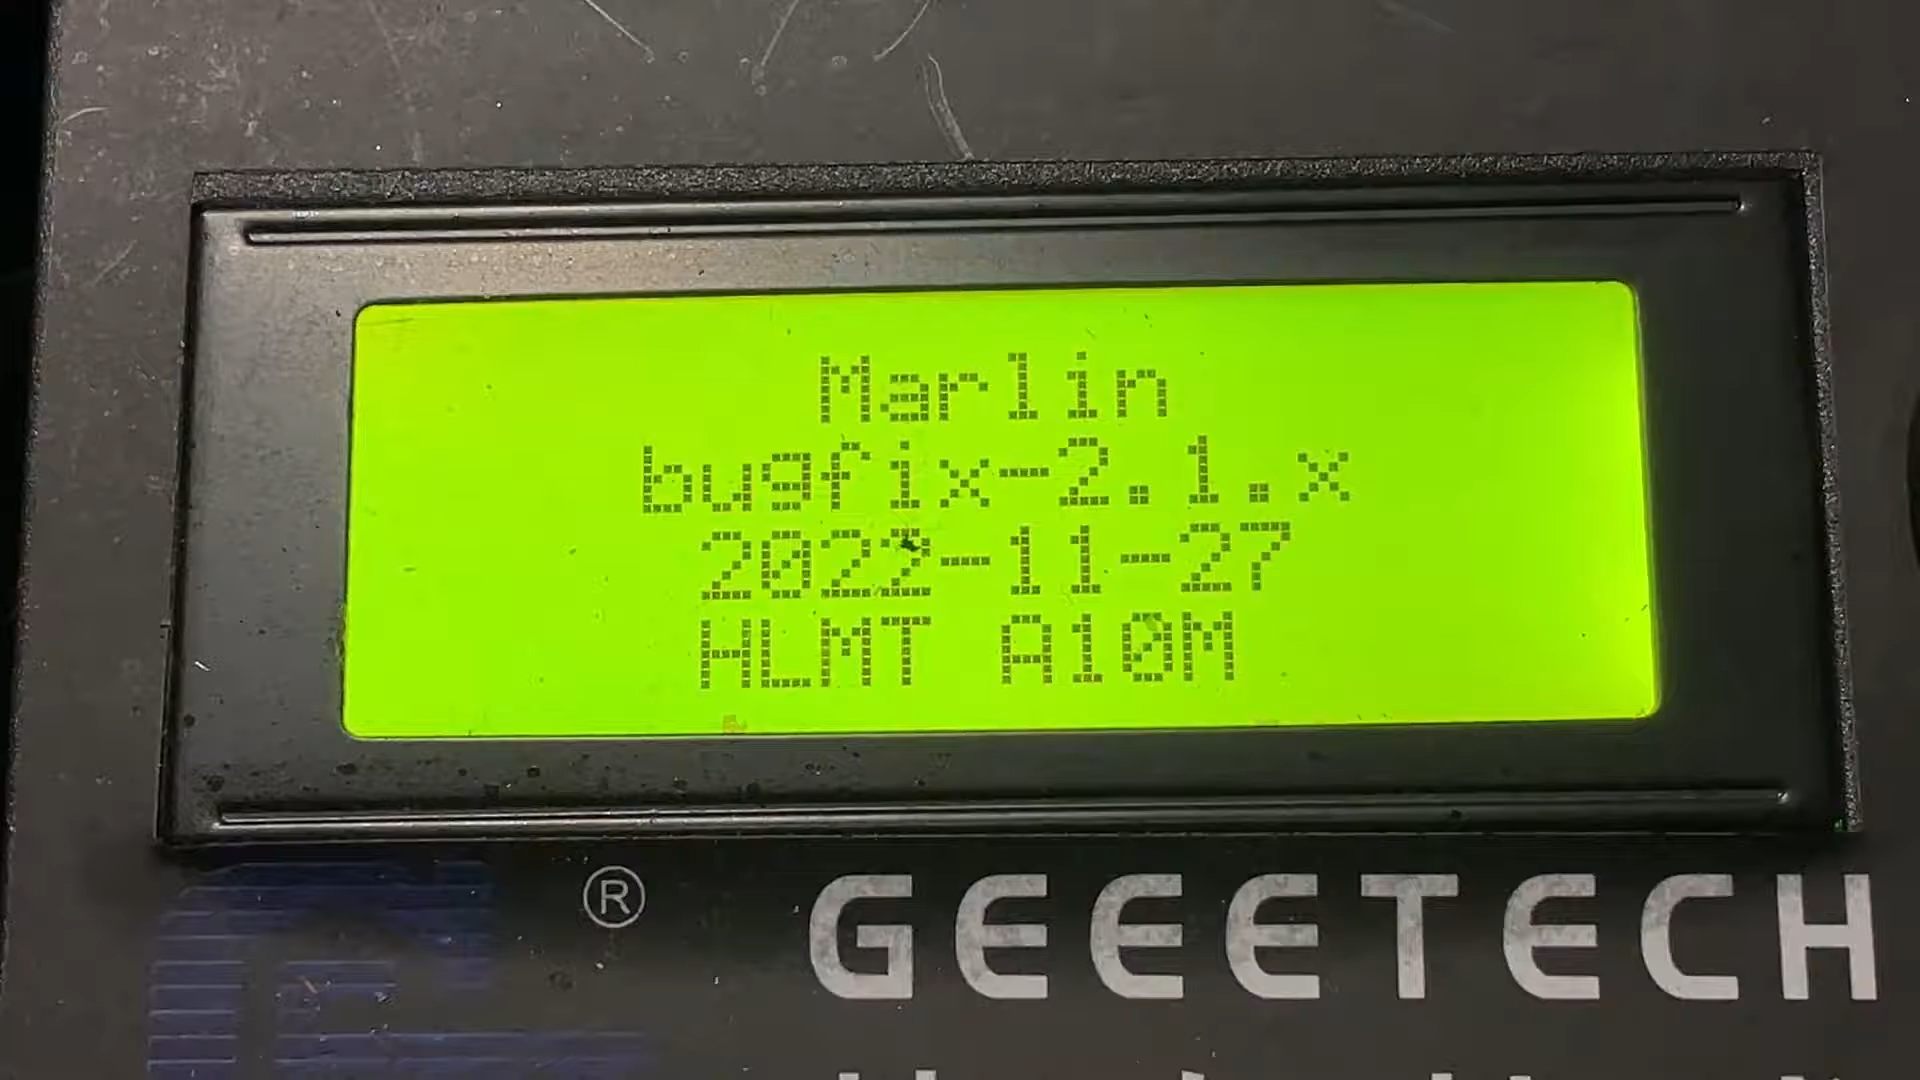 Marlin
bugfix-2.1.x
2022-11-27
HLMT A10M
® GEEETECH